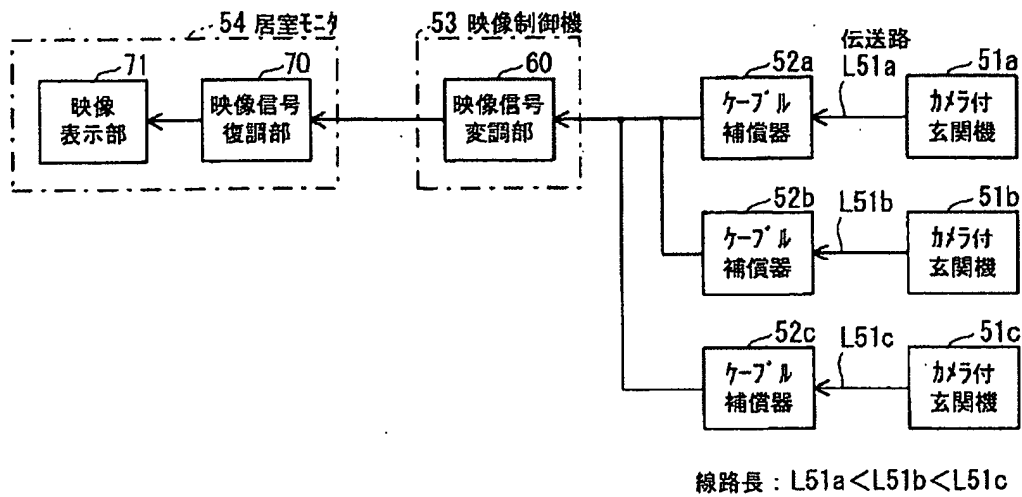 54 居室ﾓﾆﾀ
53 映像制御機
71
映像
表示部
70
映像信号
復調部
60
映像信号
変調部
52a
ｹｰﾌﾞﾙ
補償器
伝送路
L51a
51a
ｶﾒﾗ付
玄関機
52b
ｹｰﾌﾞﾙ
補償器
L51b
51b
ｶﾒﾗ付
玄関機
52c
ｹｰﾌﾞﾙ
補償器
L51c
51c
ｶﾒﾗ付
玄関機
線路長：L51a＜L51b＜L51c